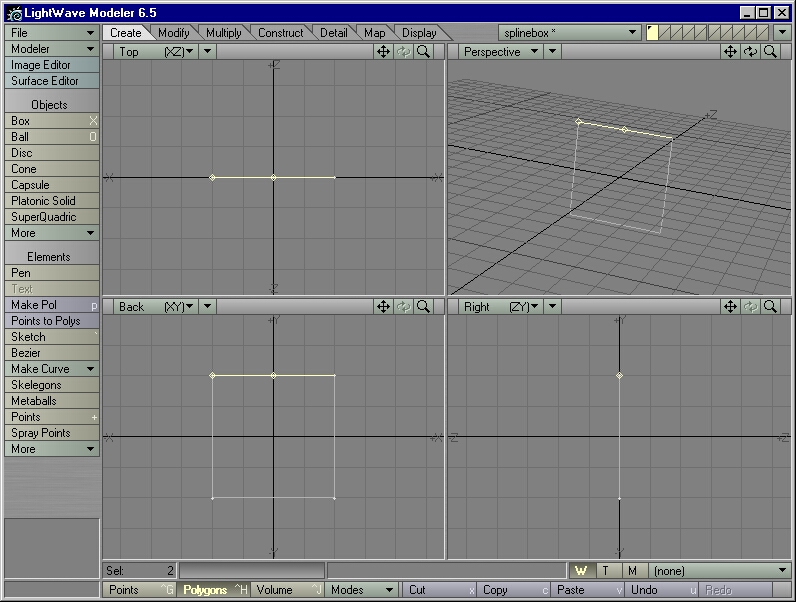 LightWave Modeler 6.5
File
Modeler
Image Editor
Surface Editor
Objects
Box X
Ball O
Disc
Cone
Capsule
Platonic Solid
SuperQuadric
More
Elements
Pen
Text
Make Pol p
Points to Polys
Sketch `
Bezier
Make Curve
Skelegons
Metaballs
Points +
Spray Points
More
Create Modify Multiply Construct Detail Map Display splinebox *
Top (XZ)
+Z
-X +X
-Z
Perspective
+Z
Back (XY)
+Y
-X +X
-Y
Right (ZY)
+Y
-Z +Z
-Y
Sel: 2 W T M (none)
Points ^G Polygons ^H Volume ^J Modes Cut x Copy c Paste v Undo u Redo